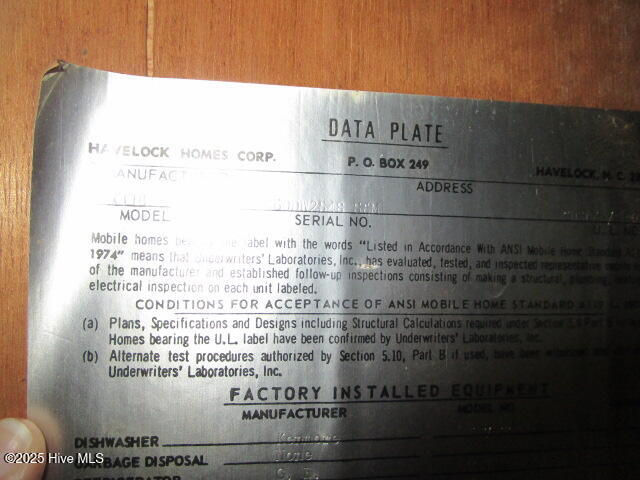 DATA PLATE
HAVELOCK HOMES CORP. P. O. BOX 249 HAVELOCK, N. C.
MANUFACT ADDRESS
MODEL SERIAL NO. U. L. NO.
Mobile homes bearing the label with the words "Listed in Accordance With ANSI Mobile Home Standard
1974" means that Underwriters' Laboratories, Inc., has evaluated, tested, and inspected representative
of the manufacturer and established follow-up inspections consisting of making a structural, plumbing,
electrical inspection on each unit labeled.
CONDITIONS FOR ACCEPTANCE OF ANSI MOBILE HOME STANDARD
(a) Plans, Specifications and Designs including Structural Calculations required under Section
Homes bearing the U.L. label have been confirmed by Underwriters' Laboratories, Inc.
(b) Alternate test procedures authorized by Section 5.10, Part B if used, have been witnessed
Underwriters' Laboratories, Inc.
FACTORY INSTALLED EQUIPMENT
MANUFACTURER MODEL NO.
DISHWASHER Kenmore
GARBAGE DISPOSAL None
REFRIGERATOR G. E.
©2025 Hive MLS